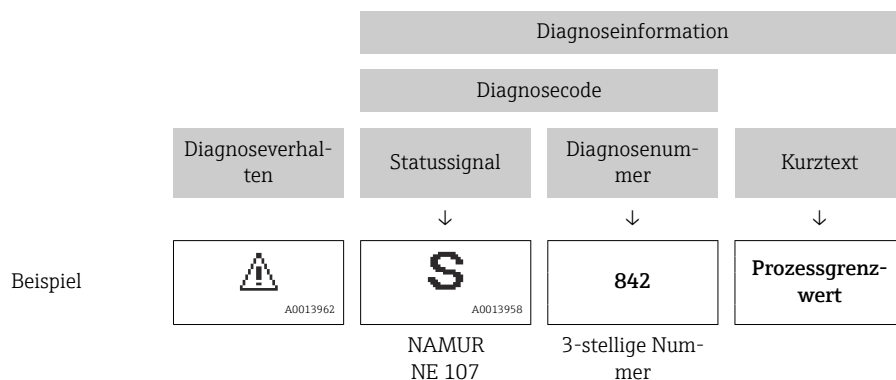 Diagnoseinformation
Diagnosecode
Diagnoseverhal-
ten
Statussignal
Diagnosenum-
mer
Kurztext
↓ ↓ ↓
Beispiel
A0013962
S
A0013958
842
Prozessgrenz-
wert
NAMUR
NE 107
3-stellige Num-
mer